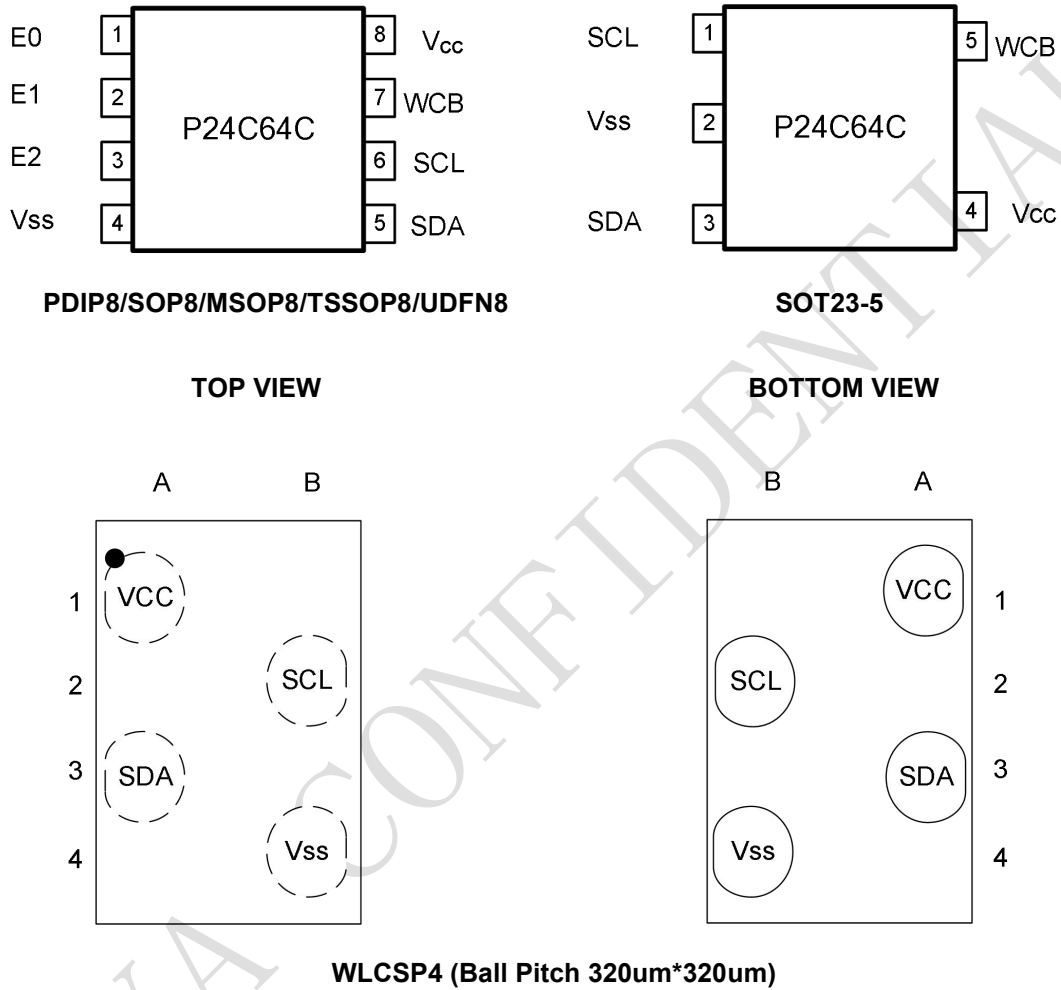 E0 1 8 Vcc
E1 2 7 WCB
P24C64C
E2 3 6 SCL
Vss 4 5 SDA
PDIP8/SOP8/MSOP8/TSSOP8/UDFN8
SCL 1 5 WCB
Vss 2 P24C64C
SDA 3 4 Vcc
SOT23-5
TOP VIEW
A B
1 VCC
2 SCL
3 SDA
4 Vss
BOTTOM VIEW
B A
VCC 1
SCL 2
SDA 3
Vss 4
WLCSP4 (Ball Pitch 320um*320um)
CONFIDENTIAL